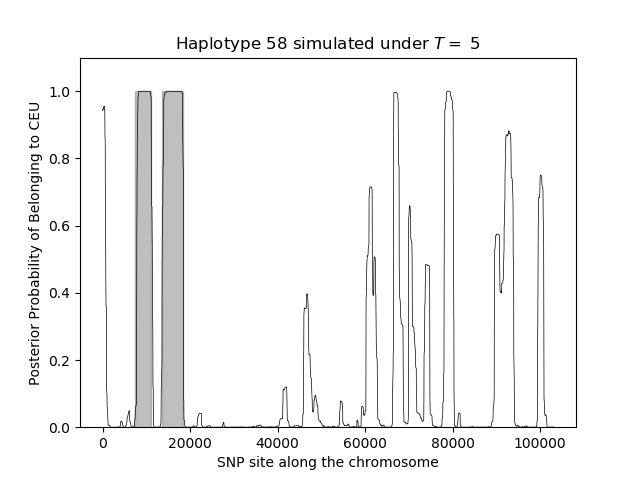 Haplotype 58 simulated under T = 5
Posterior Probability of Belonging to CEU
1.0
0.8
0.6
0.4
0.2
0.0
0 20000 40000 60000 80000 100000
SNP site along the chromosome